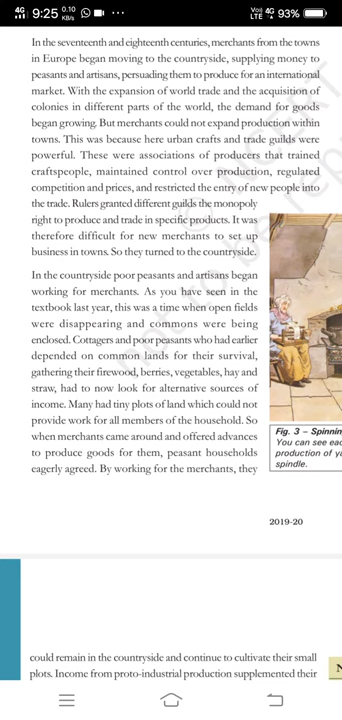 4G 9:25 0.10 KB/s ...
Voi) LTE 4G 93%
In the seventeenth and eighteenth centuries, merchants from the towns
in Europe began moving to the countryside, supplying money to
peasants and artisans, persuading them to produce for an international
market. With the expansion of world trade and the acquisition of
colonies in different parts of the world, the demand for goods
began growing. But merchants could not expand production within
towns. This was because here urban crafts and trade guilds were
powerful. These were associations of producers that trained
craftspeople, maintained control over production, regulated
competition and prices, and restricted the entry of new people into
the trade. Rulers granted different guilds the monopoly
right to produce and trade in specific products. It was
therefore difficult for new merchants to set up
business in towns. So they turned to the countryside.
In the countryside poor peasants and artisans began
working for merchants. As you have seen in the
textbook last year, this was a time when open fields
were disappearing and commons were being
enclosed. Cottagers and poor peasants who had earlier
depended on common lands for their survival,
gathering their firewood, berries, vegetables, hay and
straw, had to now look for alternative sources of
income. Many had tiny plots of land which could not
provide work for all members of the household. So
when merchants came around and offered advances
to produce goods for them, peasant households
eagerly agreed. By working for the merchants, they
Fig. 3 – Spinnin
You can see eac
production of ya
spindle.
2019-20
could remain in the countryside and continue to cultivate their small
plots. Income from proto-industrial production supplemented their
N